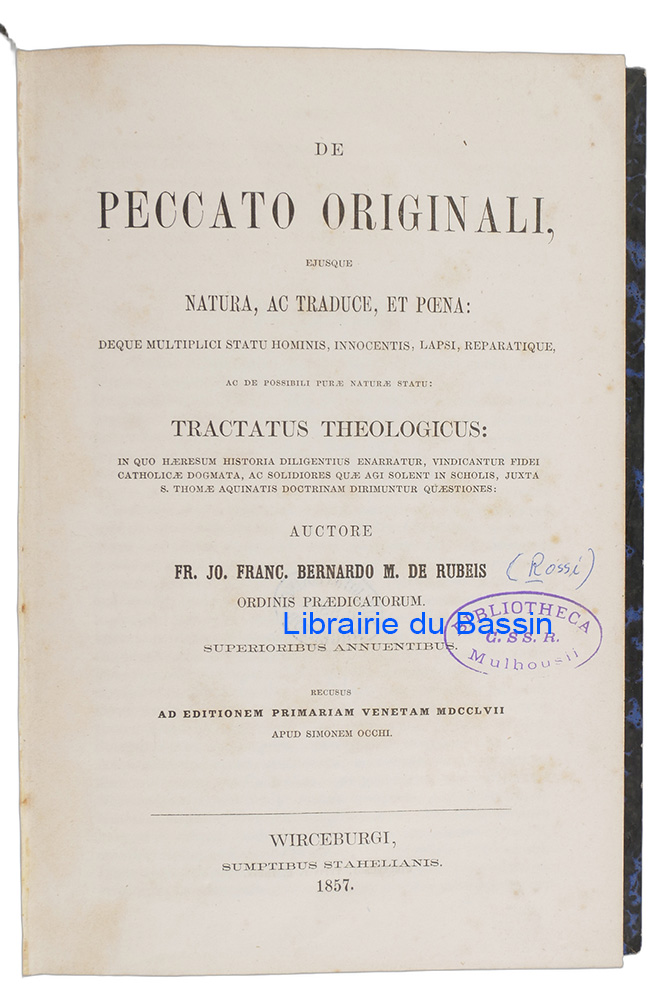 DE
PECCATO ORIGINALI,
EJUSQUE
NATURA, AC TRADUCE, ET PŒNA:
DEQUE MULTIPLICI STATU HOMINIS, INNOCENTIS, LAPSI, REPARATIQUE,
AC DE POSSIBILI PURÆ NATURÆ STATU:
TRACTATUS THEOLOGICUS:
IN QUO HÆRESUM HISTORIA DILIGENTIUS ENARRATUR, VINDICANTUR FIDEI
CATHOLICÆ DOGMATA, AC SOLIDIORES QUÆ AGI SOLENT IN SCHOLIS, JUXTA
S. THOMÆ AQUINATIS DOCTRINAM DIRIMUNTUR QUÆSTIONES:
AUCTORE
FR. JO. FRANC. BERNARDO M. DE RUBEIS (Rossi)
ORDINIS PRÆDICATORUM.
Librairie du Bassin
BIBLIOTHECA
C. SS. R.
Mulhousii
SUPERIORIBUS ANNUENTIBUS.
RECUSUS
AD EDITIONEM PRIMARIAM VENETAM MDCCLVII
APUD SIMONEM OCCHI.
WIRCEBURGI,
SUMPTIBUS STAHELIANIS.
1857.